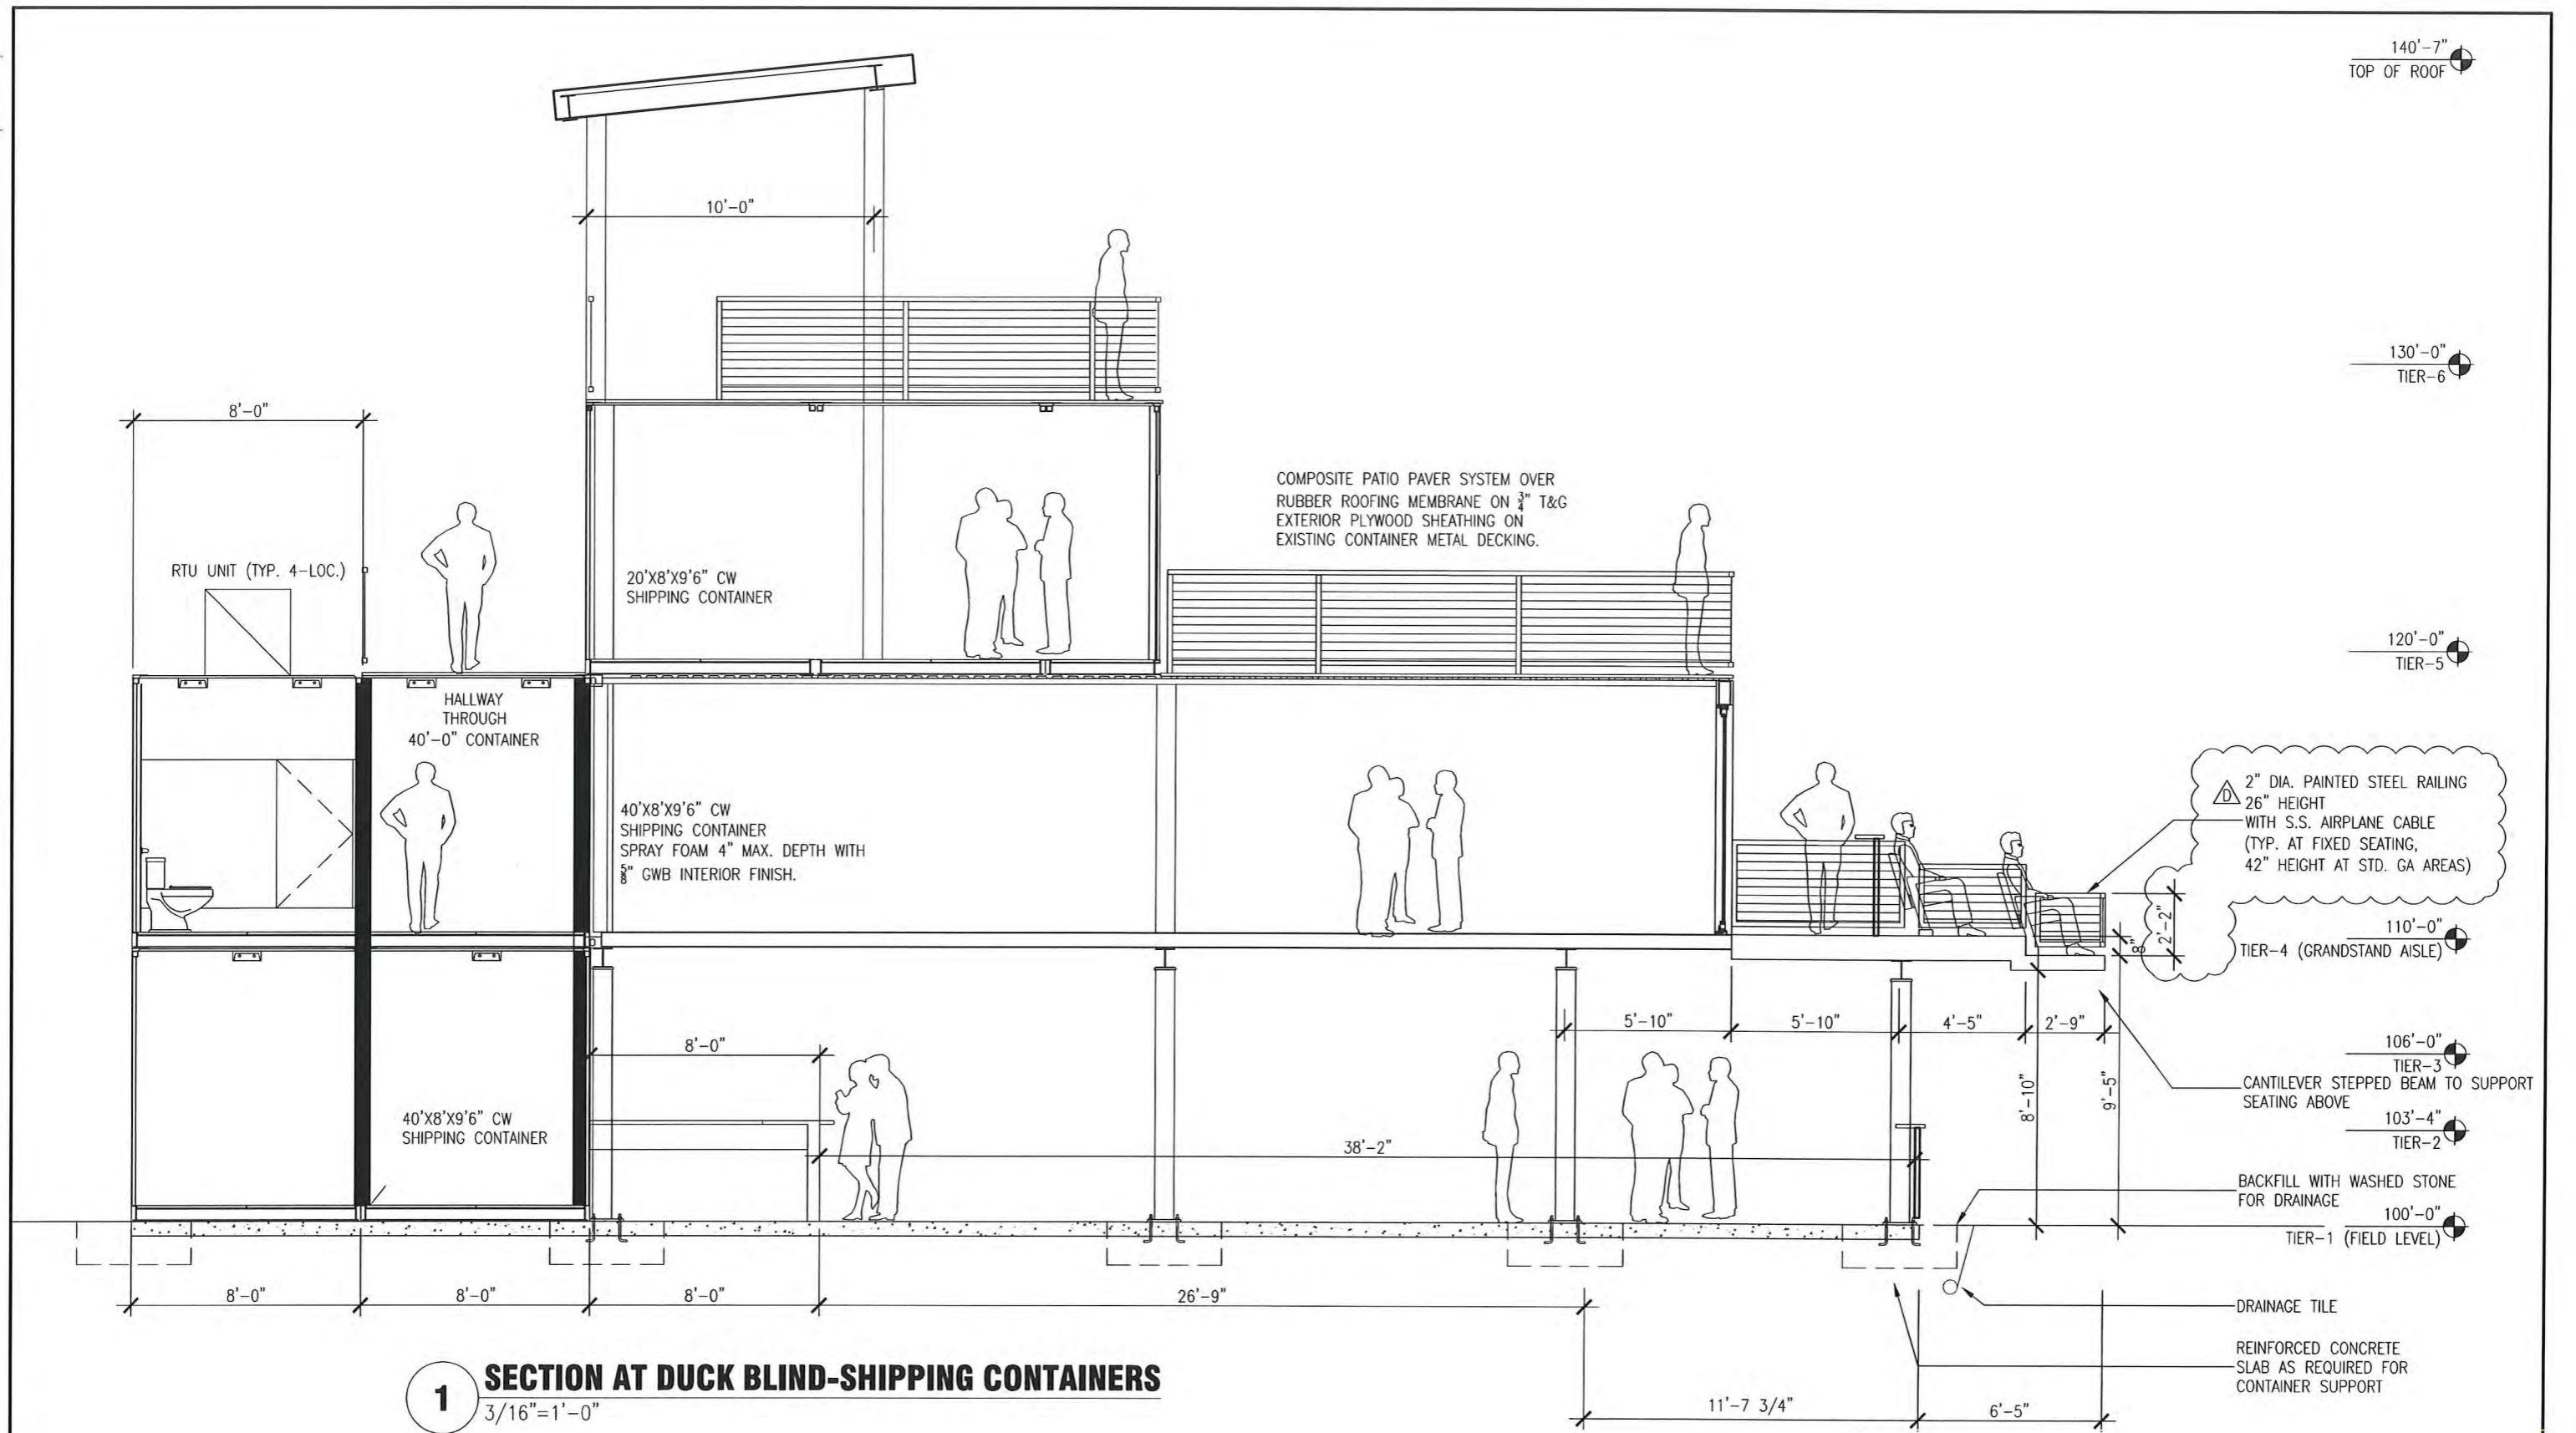 140'-7"
TOP OF ROOF
10'-0"
130'-0"
TIER-6
8'-0"
COMPOSITE PATIO PAVER SYSTEM OVER
RUBBER ROOFING MEMBRANE ON 3/4" T&G
EXTERIOR PLYWOOD SHEATHING ON
EXISTING CONTAINER METAL DECKING.
RTU UNIT (TYP. 4-LOC.)
20'X8'X9'6" CW
SHIPPING CONTAINER
120'-0"
TIER-5
HALLWAY
THROUGH
40'-0" CONTAINER
40'X8'X9'6" CW
SHIPPING CONTAINER
SPRAY FOAM 4" MAX. DEPTH WITH
5/8" GWB INTERIOR FINISH.
D
2" DIA. PAINTED STEEL RAILING
26" HEIGHT
WITH S.S. AIRPLANE CABLE
(TYP. AT FIXED SEATING,
42" HEIGHT AT STD. GA AREAS)
8"
2'-2"
110'-0"
TIER-4 (GRANDSTAND AISLE)
5'-10"
5'-10"
4'-5"
2'-9"
8'-0"
106'-0"
TIER-3
CANTILEVER STEPPED BEAM TO SUPPORT
SEATING ABOVE
8'-10"
9'-5"
40'X8'X9'6" CW
SHIPPING CONTAINER
103'-4"
TIER-2
38'-2"
BACKFILL WITH WASHED STONE
FOR DRAINAGE
100'-0"
TIER-1 (FIELD LEVEL)
8'-0"
8'-0"
8'-0"
26'-9"
DRAINAGE TILE
REINFORCED CONCRETE
SLAB AS REQUIRED FOR
CONTAINER SUPPORT
1
SECTION AT DUCK BLIND-SHIPPING CONTAINERS
3/16"=1'-0"
11'-7 3/4"
6'-5"